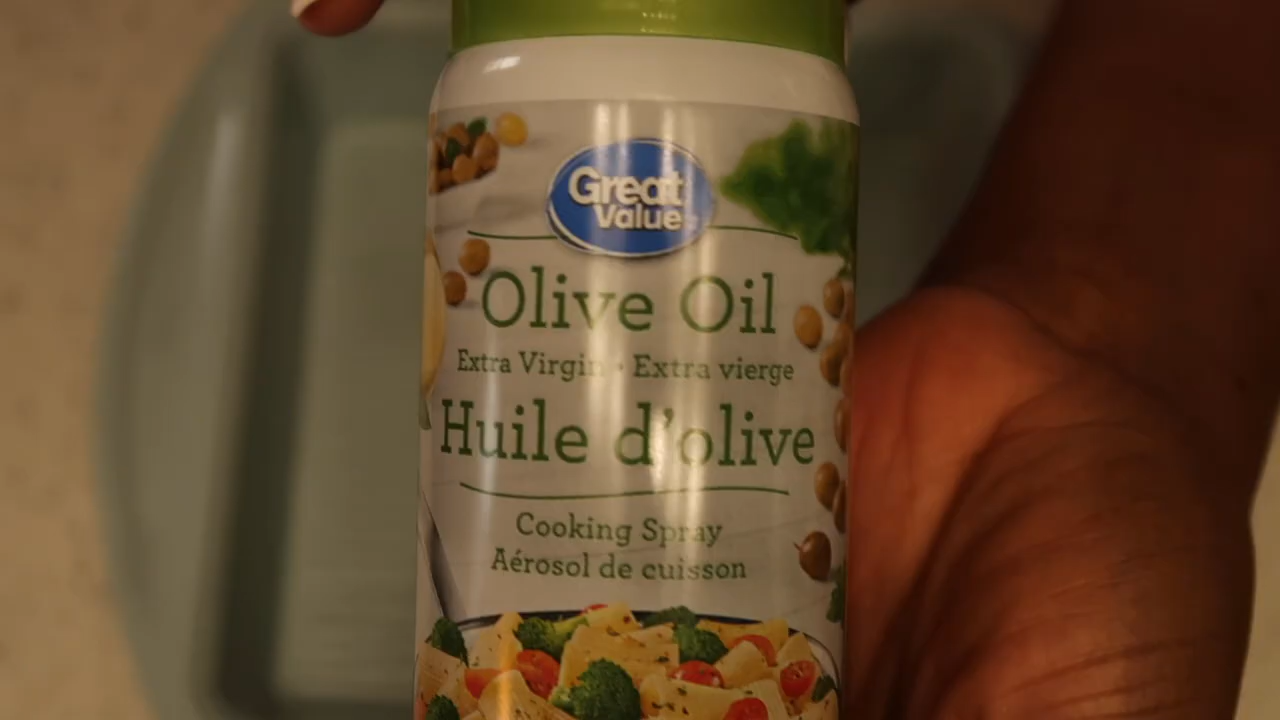 Great
Value
Olive Oil
Extra Virgin • Extra vierge
Huile d'olive
Cooking Spray
Aérosol de cuisson